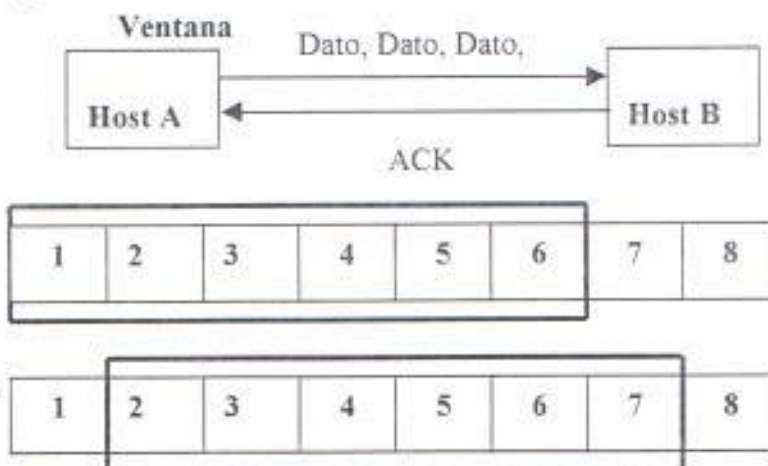 Ventana
Dato, Dato, Dato,
Host A
Host B
ACK
1 2 3 4 5 6 7 8
1 2 3 4 5 6 7 8